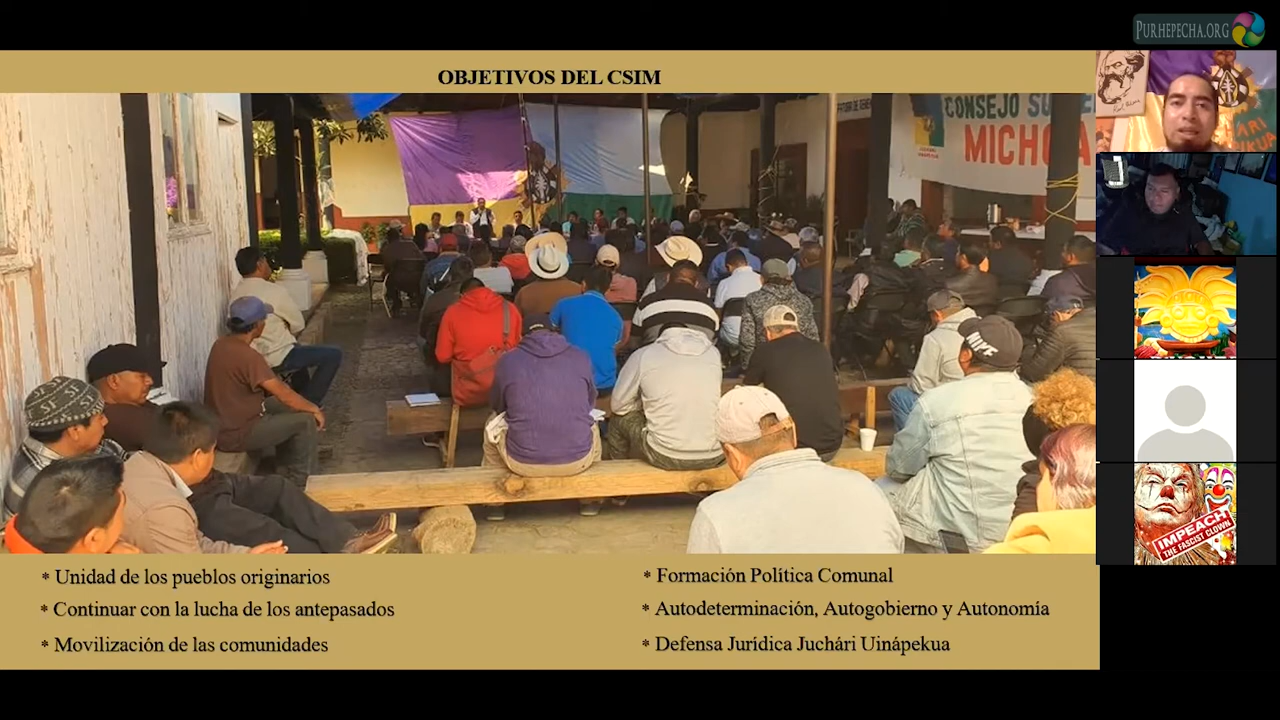 PURHEPECHA.ORG
OBJETIVOS DEL CSIM
CONSEJO
MICHOA
NIKE
IMPEACH
THE FASCIST CLOWN
* Unidad de los pueblos originarios
* Continuar con la lucha de los antepasados
* Movilización de las comunidades
* Formación Política Comunal
* Autodeterminación, Autogobierno y Autonomía
* Defensa Jurídica Juchári Uinápekua